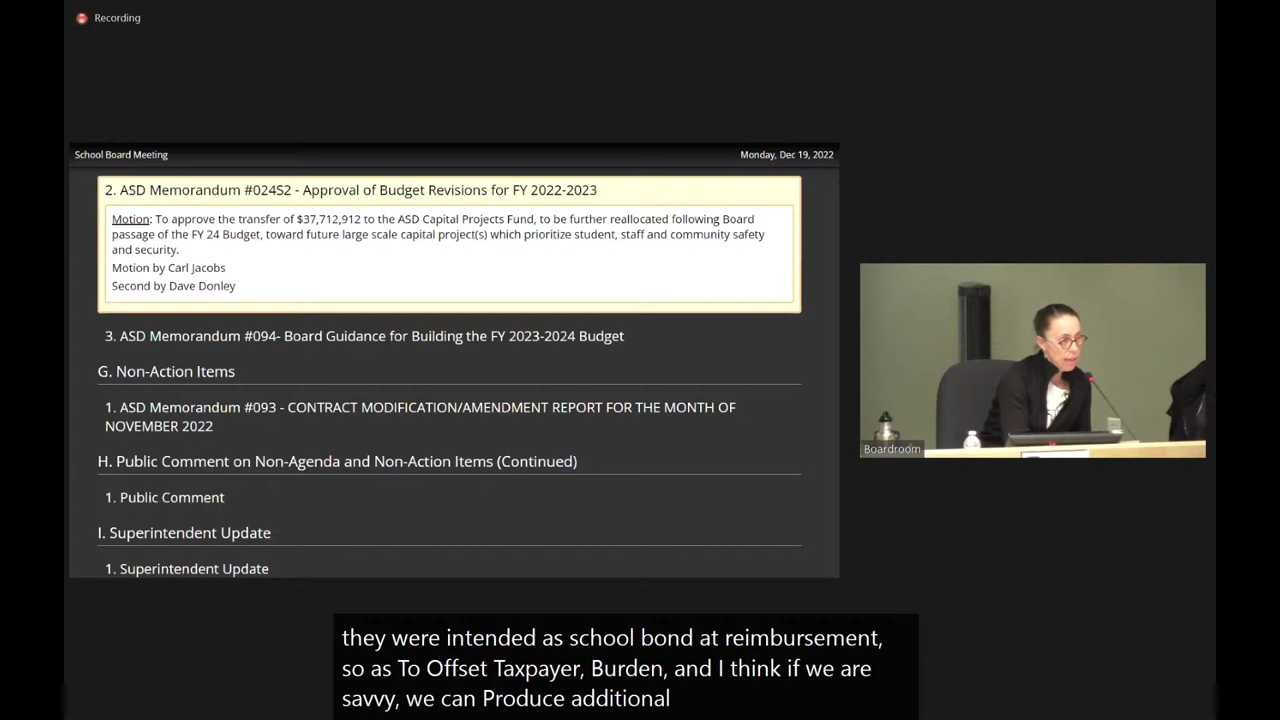 Recording
School Board Meeting
Monday, Dec 19, 2022
2. ASD Memorandum #024S2 - Approval of Budget Revisions for FY 2022-2023
Motion: To approve the transfer of $37,712,912 to the ASD Capital Projects Fund, to be further reallocated following Board
passage of the FY 24 Budget, toward future large scale capital project(s) which prioritize student, staff and community safety
and security.
Motion by Carl Jacobs
Second by Dave Donley
3. ASD Memorandum #094- Board Guidance for Building the FY 2023-2024 Budget
G. Non-Action Items
1. ASD Memorandum #093 - CONTRACT MODIFICATION/AMENDMENT REPORT FOR THE MONTH OF
NOVEMBER 2022
H. Public Comment on Non-Agenda and Non-Action Items (Continued)
1. Public Comment
I. Superintendent Update
1. Superintendent Update
Boardroom
they were intended as school bond at reimbursement,
so as To Offset Taxpayer, Burden, and I think if we are
savvy, we can Produce additional